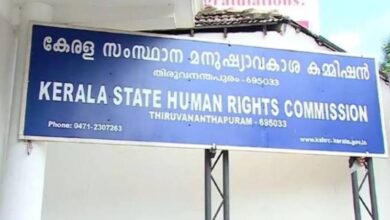 ngratulations.
കേരള സംസ്ഥാന മനുഷ്യാവകാശ കമ്മിഷൻ
തിരുവനന്തപുരം - 695033
KERALA STATE HUMAN RIGHTS COMMISSION
THIRUVANANTHAPURAM - 695033
Phone: 0471-2307263 www.kshrc.kerala.gov.in